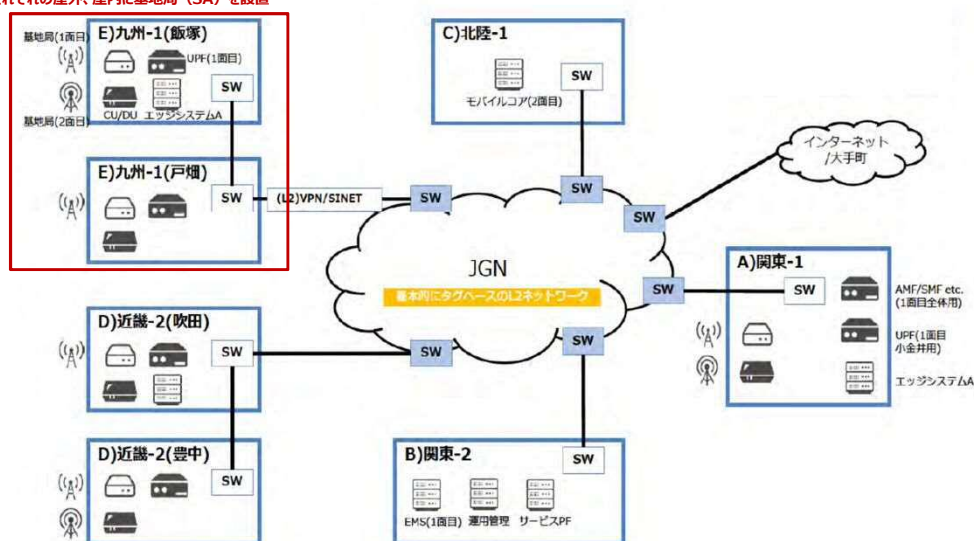 れぞれの屋外、屋内に基地局（SA）を設置
基地局(1面目)
E)九州-1(飯塚)
UPF(1面目)
SW
基地局(2面目)
CU/DU
エッジシステムA
C)北陸-1
SW
モバイルコア(2面目)
インターネット
/大手町
E)九州-1(戸畑)
SW
(L2)VPN/SINET
SW
SW
SW
JGN
基本的にタグベースのL2ネットワーク
SW
A)関東-1
SW
AMF/SMF etc.
(1面目全体用)
UPF(1面目
小金井用)
エッジシステムA
D)近畿-2(吹田)
SW
SW
SW
D)近畿-2(豊中)
SW
B)関東-2
SW
EMS(1面目)
運用管理
サービスPF